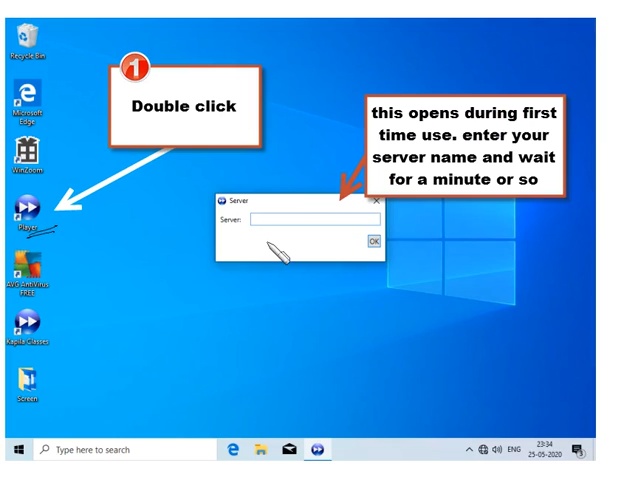 Recycle Bin
1
Double click
this opens during first
time use. enter your
server name and wait
for a minute or so
Microsoft
Edge
WinZoom
Server
Server:
OK
Player
AVG AntiVirus
FREE
Kapila Classes
Screen
Type here to search
ENG
23:34
25-05-2020
3